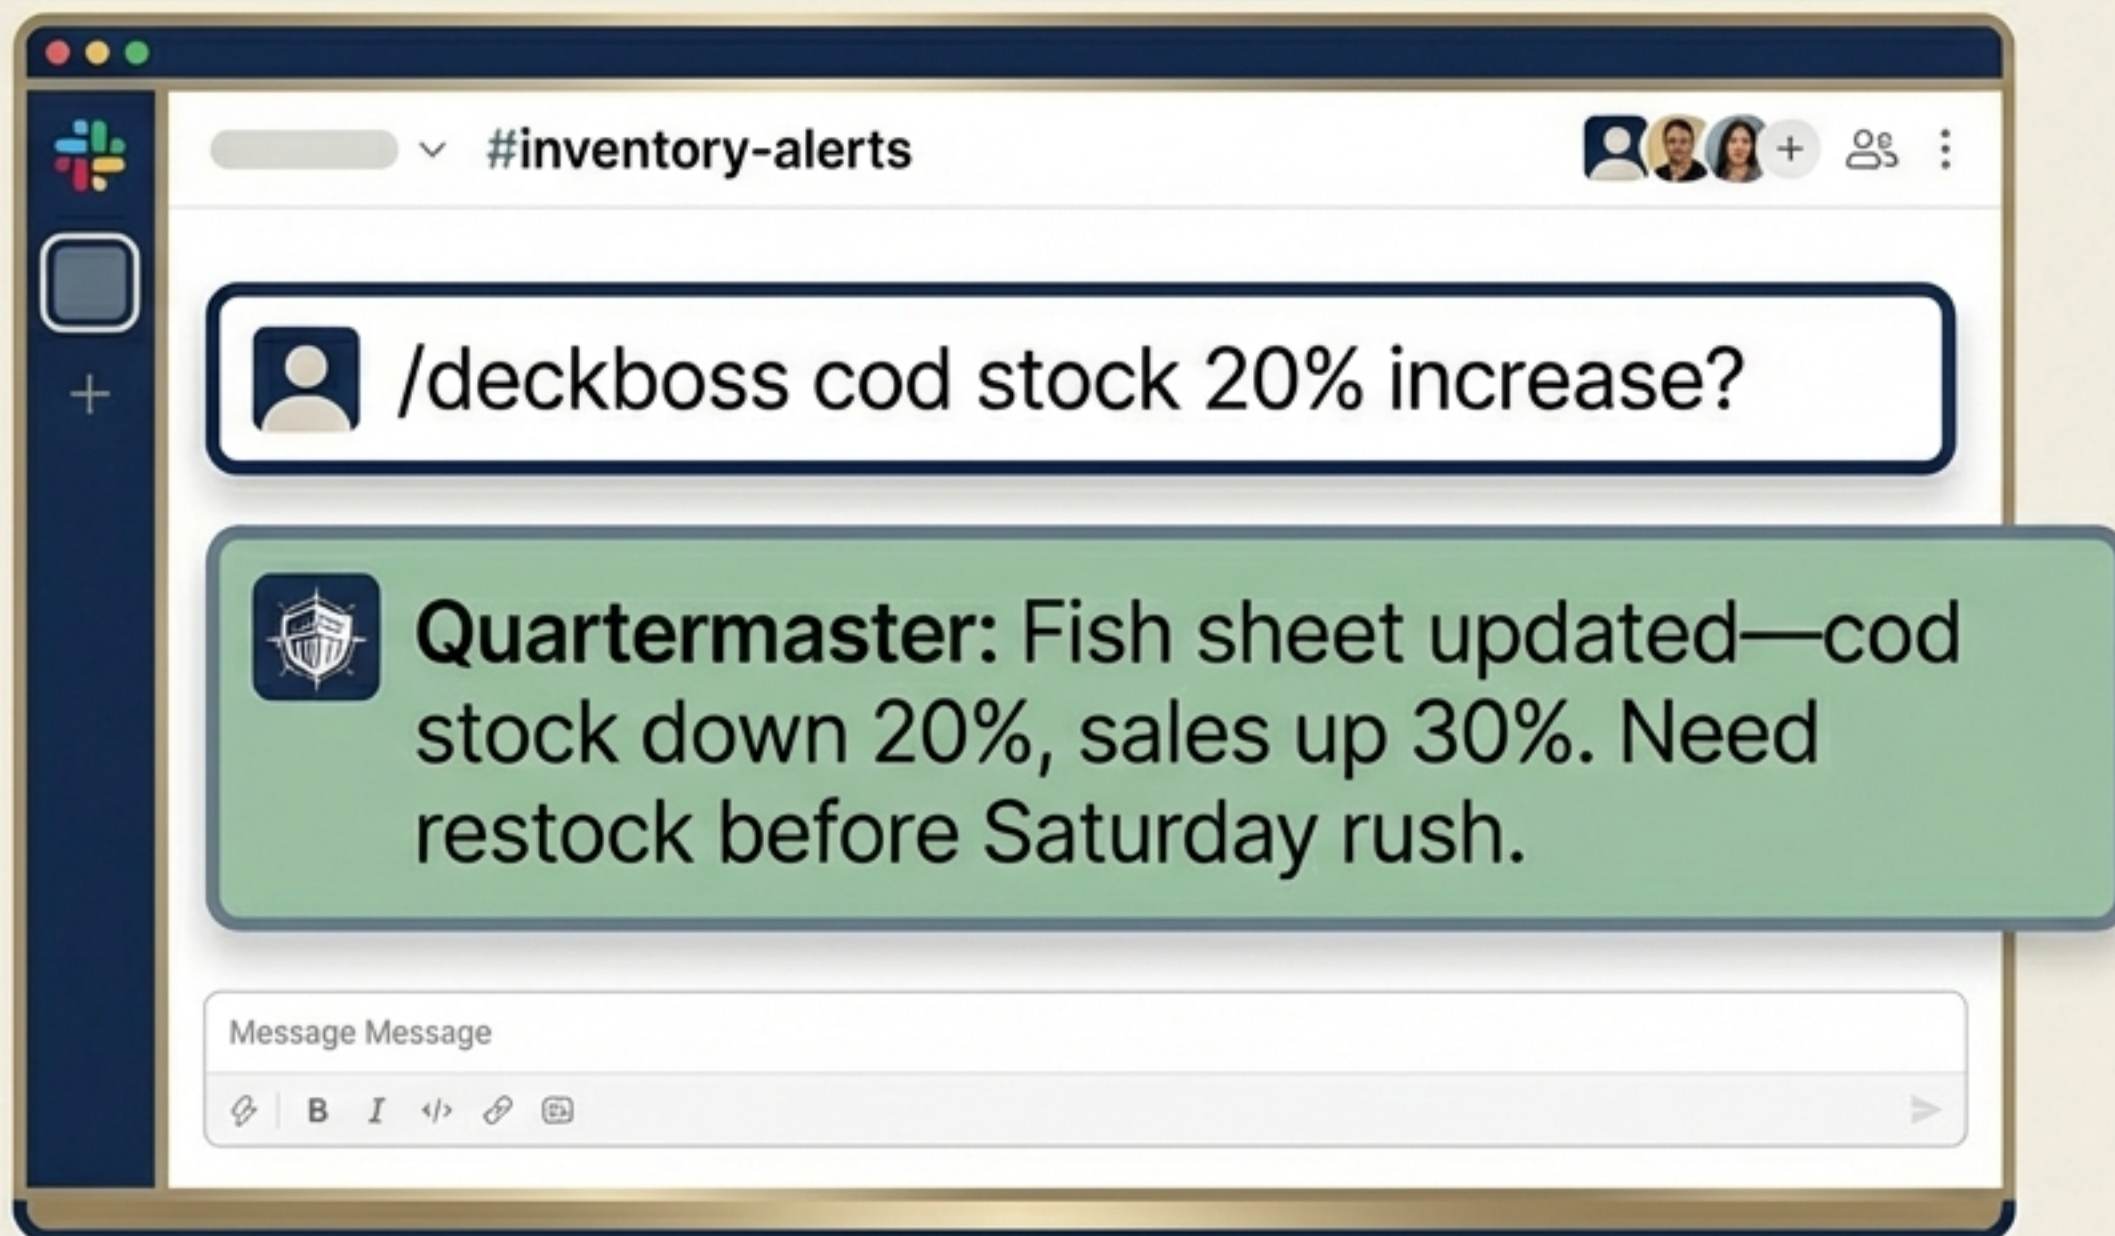 #inventory-alerts
/deckboss cod stock 20% increase?
Quartermaster: Fish sheet updated—cod
stock down 20%, sales up 30%. Need
restock before Saturday rush.
Message Message
B I </>